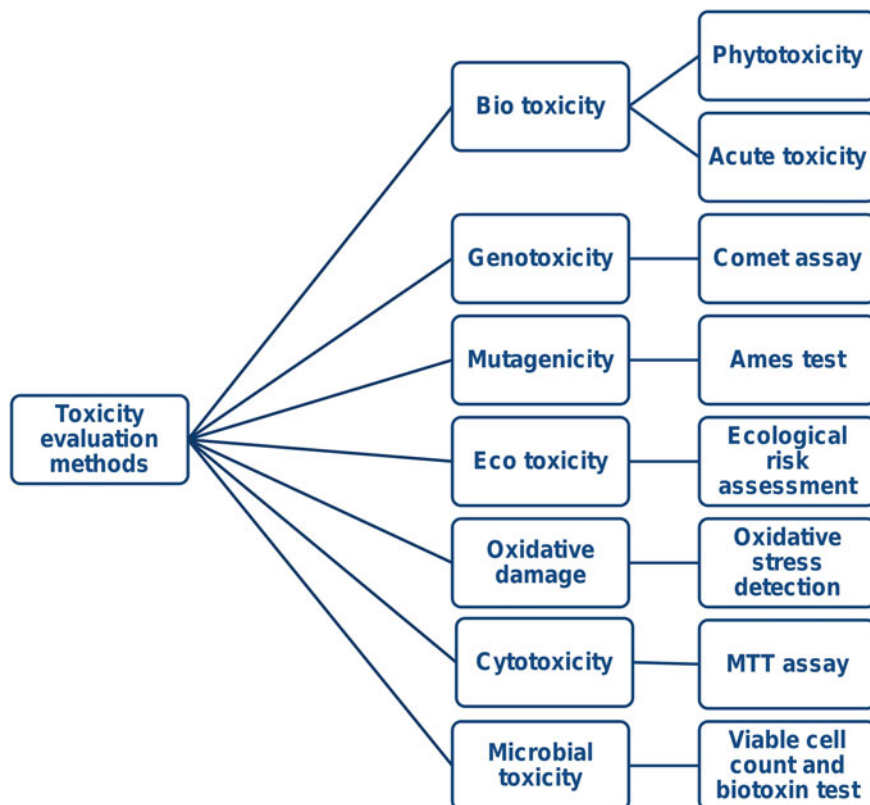 Toxicity
evaluation
methods
Bio toxicity
Phytotoxicity
Acute toxicity
Genotoxicity
Comet assay
Mutagenicity
Ames test
Eco toxicity
Ecological
risk
assessment
Oxidative
damage
Oxidative
stress
detection
Cytotoxicity
MTT assay
Microbial
toxicity
Viable cell
count and
biotoxin test